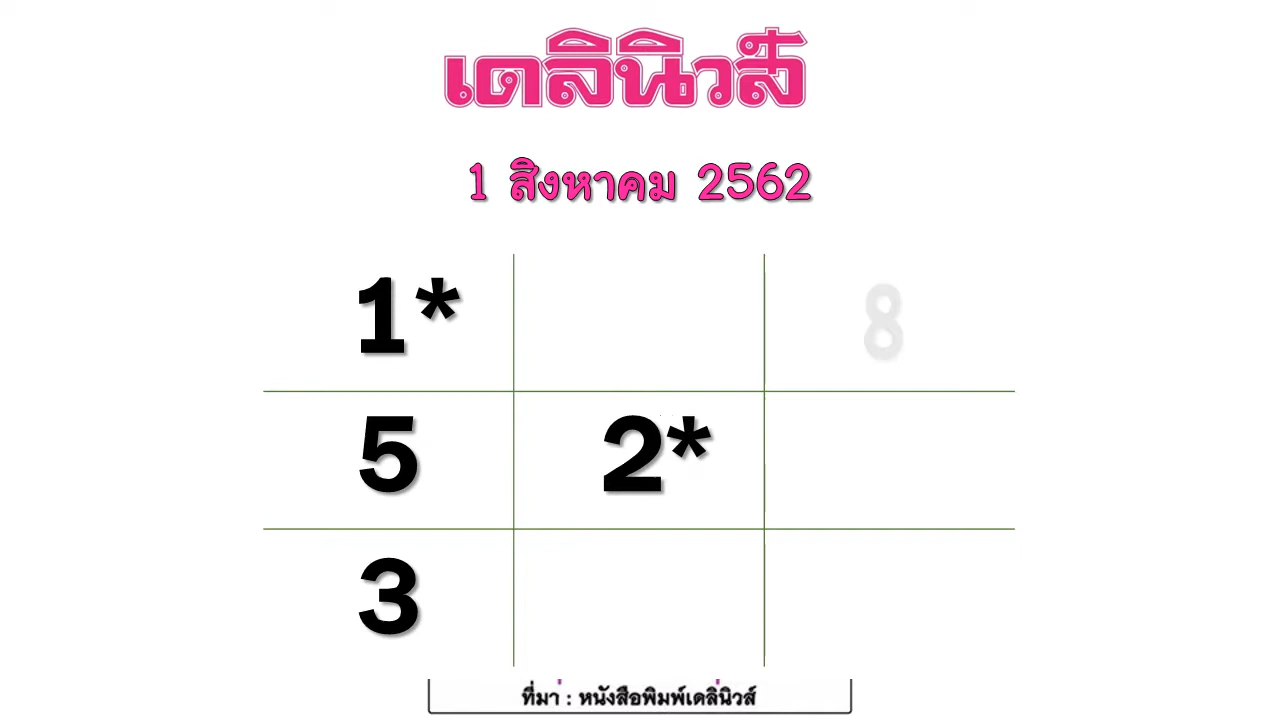 เดลินิวส์
1 สิงหาคม 2562
1* 8
5 2*
3
ที่มา : หนังสือพิมพ์เดลินิวส์